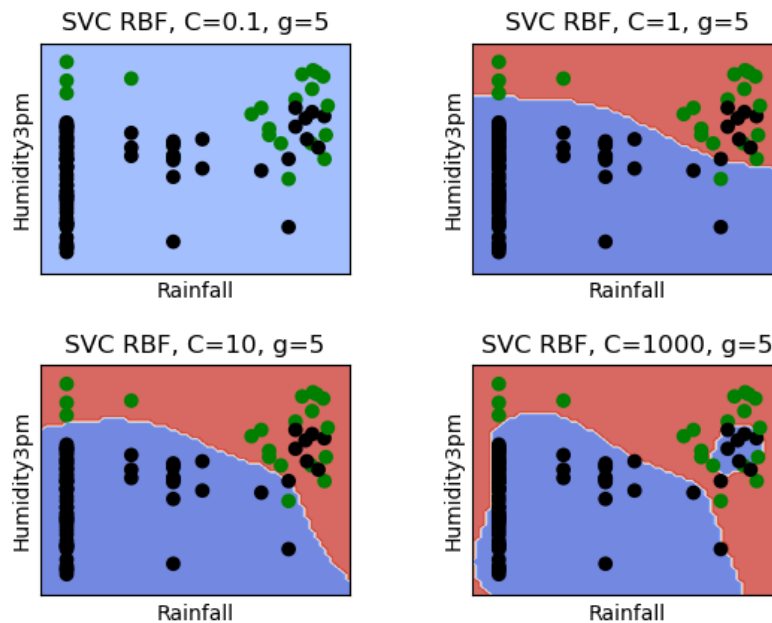 SVC RBF, C=0.1, g=5
Humidity3pm
Rainfall
SVC RBF, C=1, g=5
Humidity3pm
Rainfall
SVC RBF, C=10, g=5
Humidity3pm
Rainfall
SVC RBF, C=1000, g=5
Humidity3pm
Rainfall